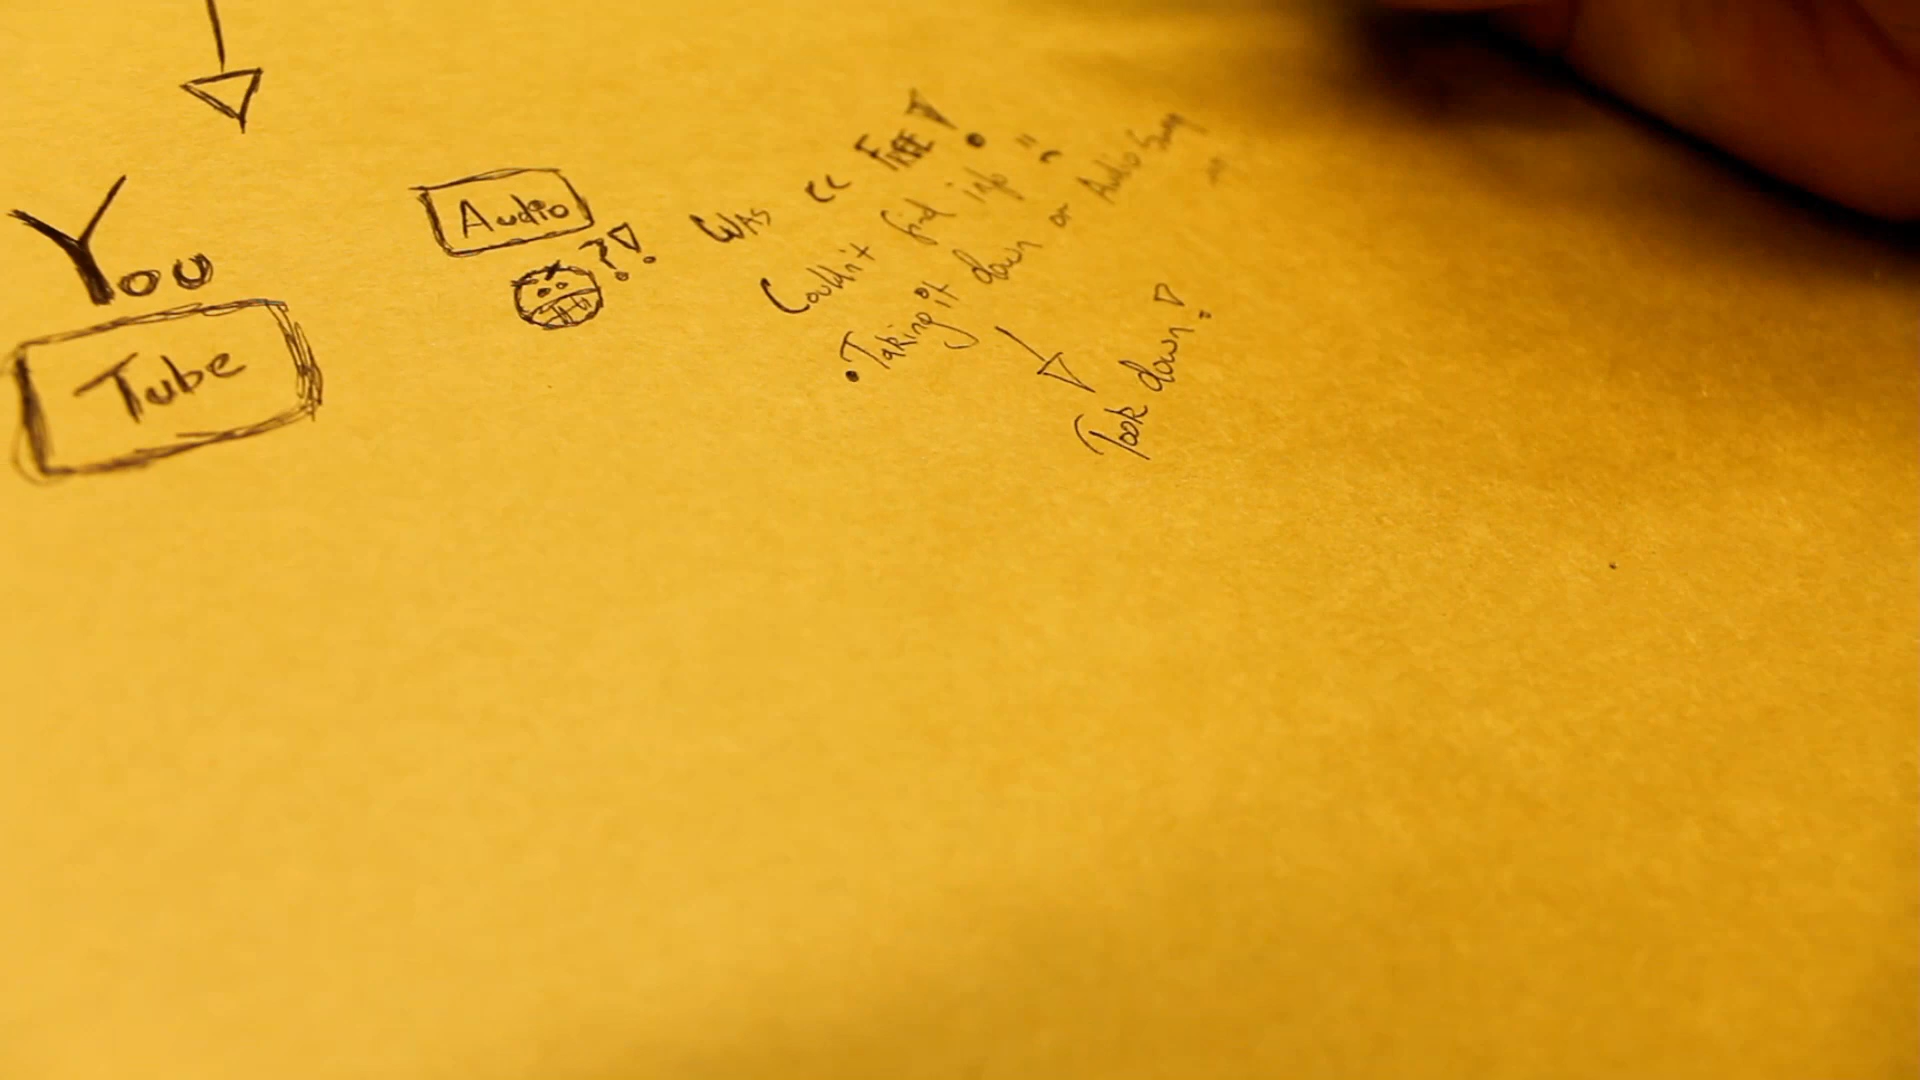 You
Tube
Audio
?!
Was CC FREE!
Couldn't find info "
• Taking it down or Audio Swap
Took down!